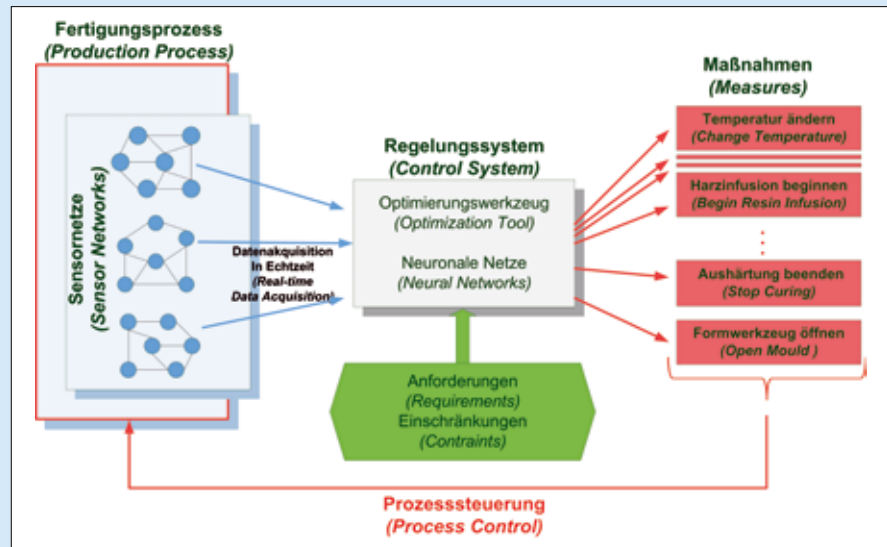 Fertigungsprozess
(Production Process)
Sensornetze
(Sensor Networks)
Datenakquisition
In Echtzeit
(Real-time
Data Acquisition)
Regelungssystem
(Control System)
Optimierungswerkzeug
(Optimization Tool)
Neuronale Netze
(Neural Networks)
Anforderungen
(Requirements)
Einschränkungen
(Contraints)
Maßnahmen
(Measures)
Temperatur ändern
(Change Temperature)
Harzinfusion beginnen
(Begin Resin Infusion)
Aushärtung beenden
(Stop Curing)
Formwerkzeug öffnen
(Open Mould )
Prozesssteuerung
(Process Control)